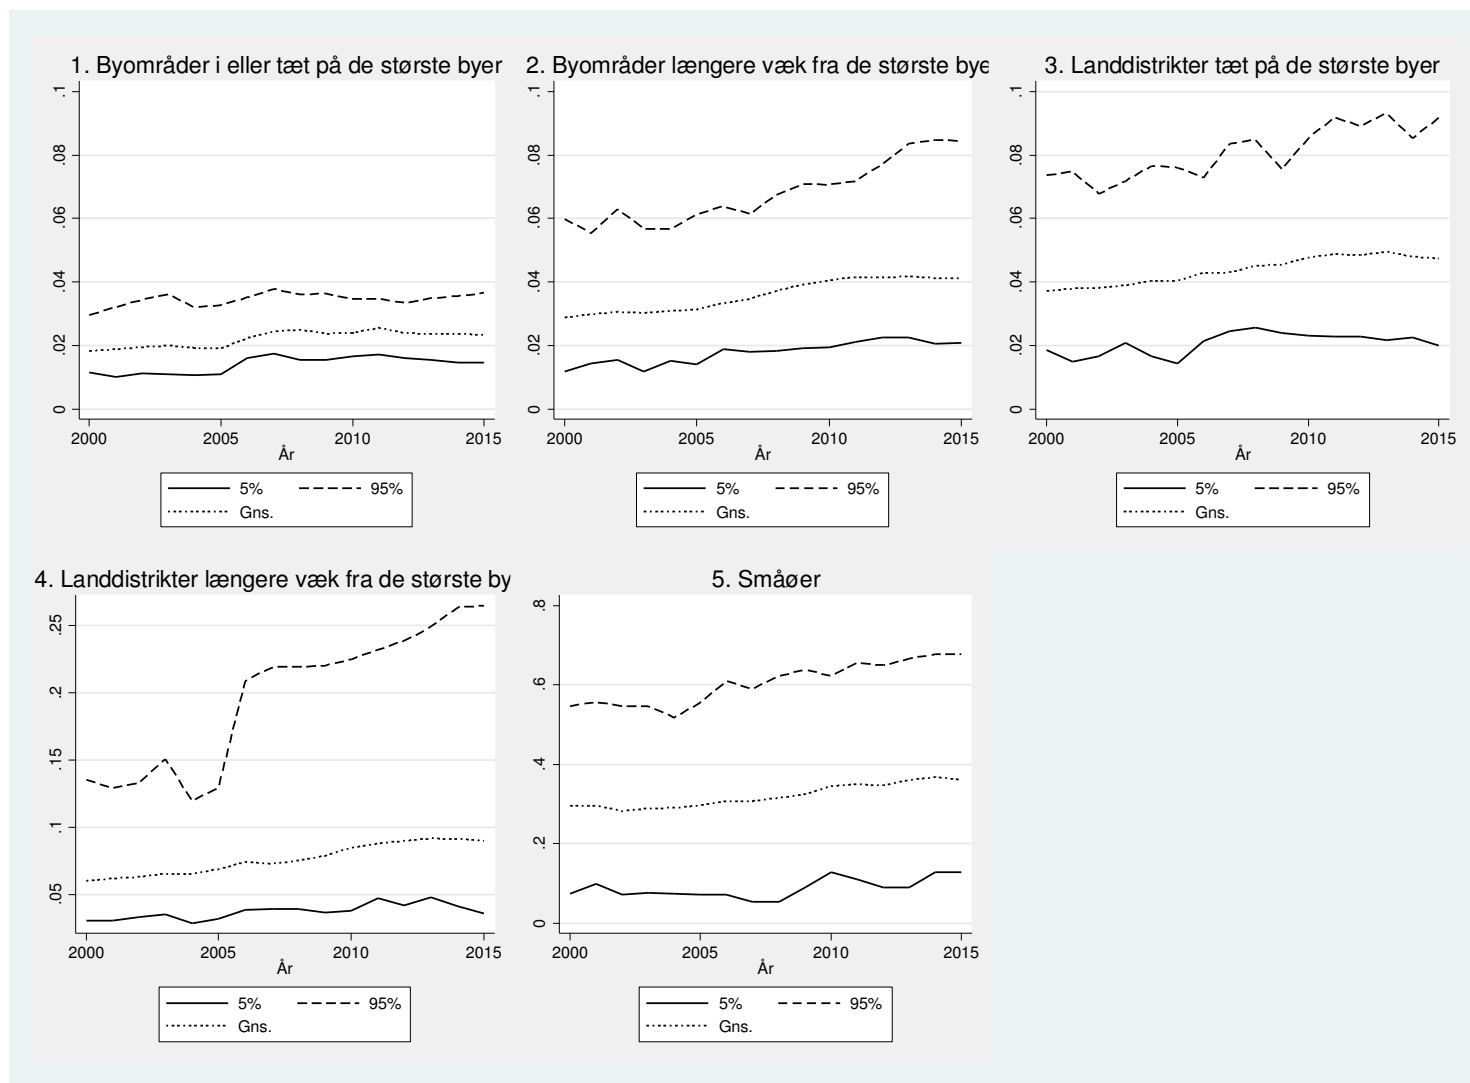 1. Byområder i eller tæt på de største byer
.1
.08
.06
.04
.02
0
2000 2005 2010 2015
År
5% 95%
Gns.
2. Byområder længere væk fra de største bye
.1
.08
.06
.04
.02
0
2000 2005 2010 2015
År
5% 95%
Gns.
3. Landdistrikter tæt på de største byer
.1
.08
.06
.04
.02
0
2000 2005 2010 2015
År
5% 95%
Gns.
4. Landdistrikter længere væk fra de største by
.25
.2
.15
.1
.05
2000 2005 2010 2015
År
5% 95%
Gns.
5. Småøer
.8
.6
.4
.2
0
2000 2005 2010 2015
År
5% 95%
Gns.